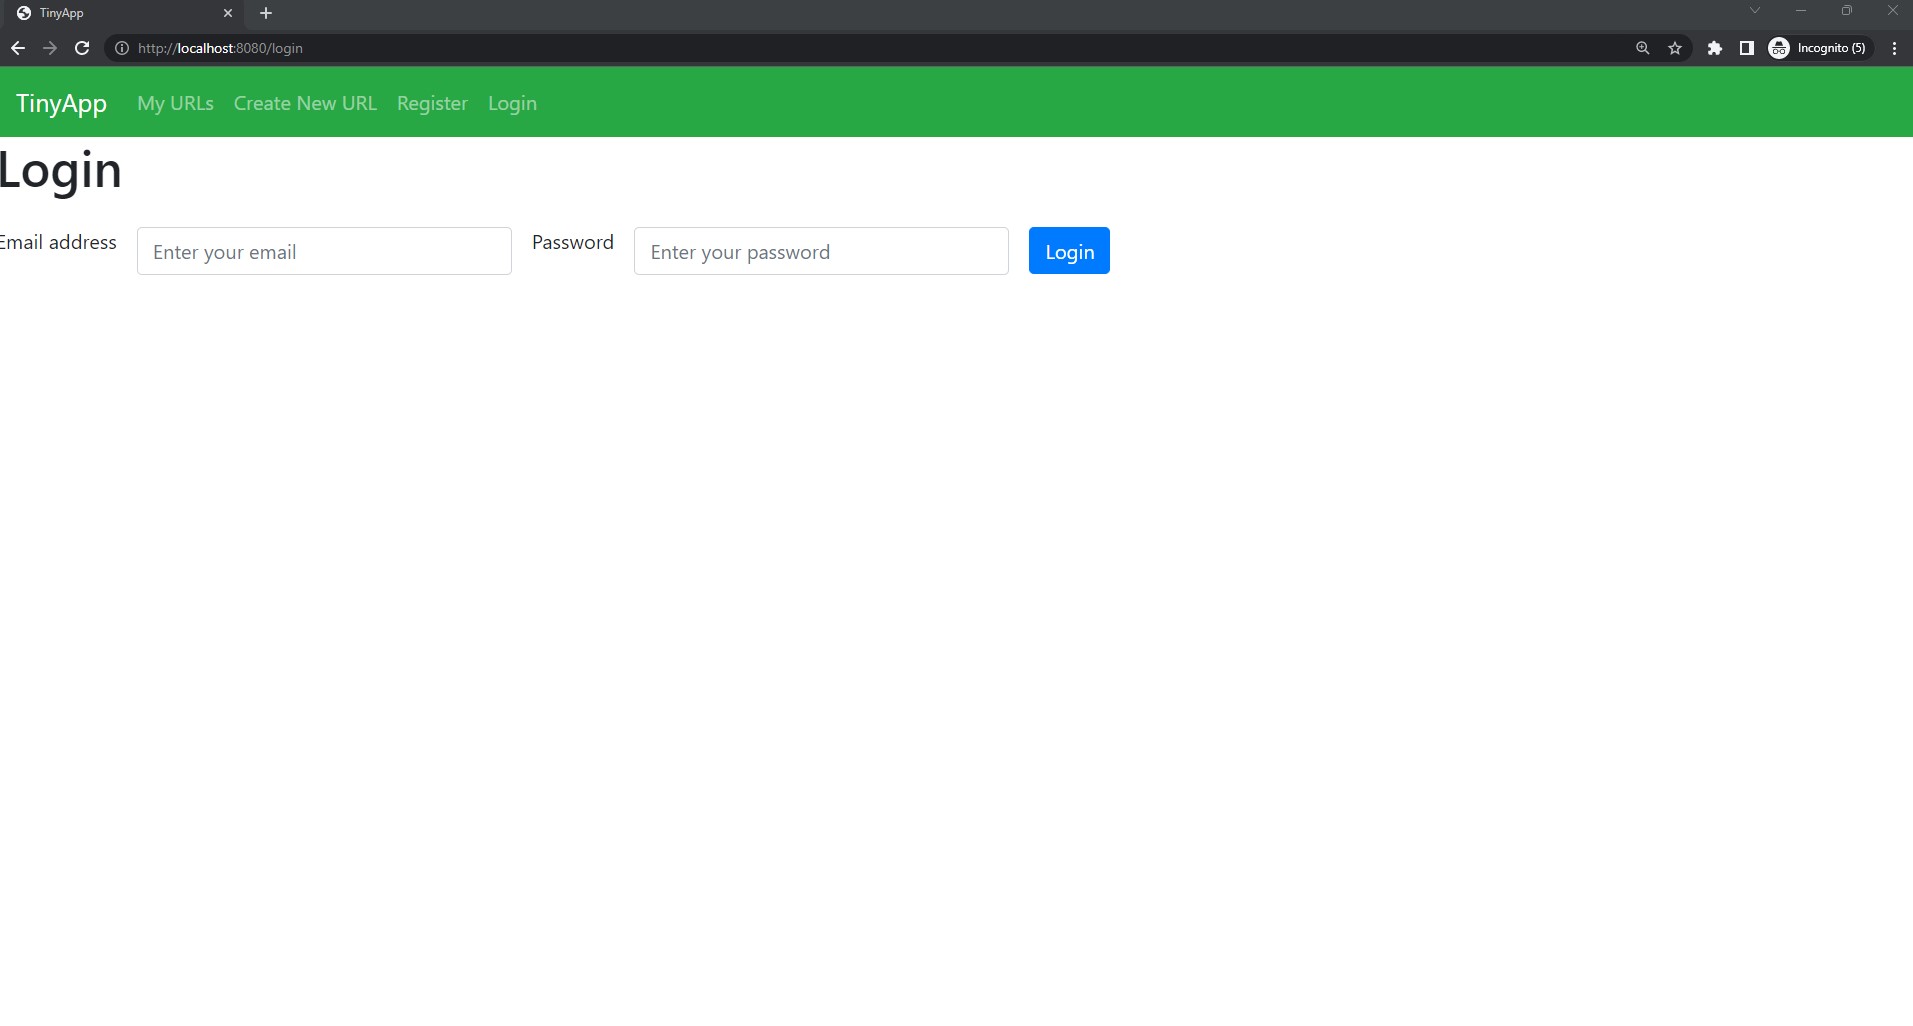 TinyApp
http://localhost:8080/login
Incognito (5)
TinyApp My URLs Create New URL Register Login
Login
Email address Enter your email Password Enter your password Login